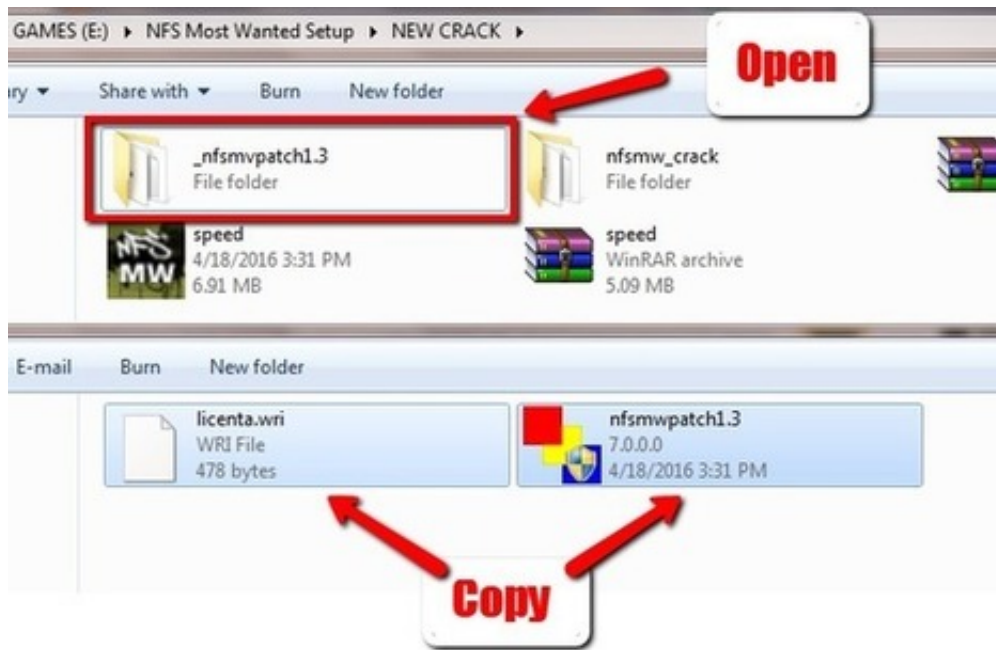 GAMES (E:) ▸ NFS Most Wanted Setup ▸ NEW CRACK ▸
Open
Share with ▾ Burn New folder
_nfsmvpatch1.3
File folder
nfsmw_crack
File folder
NFS
MW
speed
4/18/2016 3:31 PM
6.91 MB
speed
WinRAR archive
5.09 MB
E-mail Burn New folder
licenta.wri
WRI File
478 bytes
nfsmwpatch1.3
7.0.0.0
4/18/2016 3:31 PM
Copy